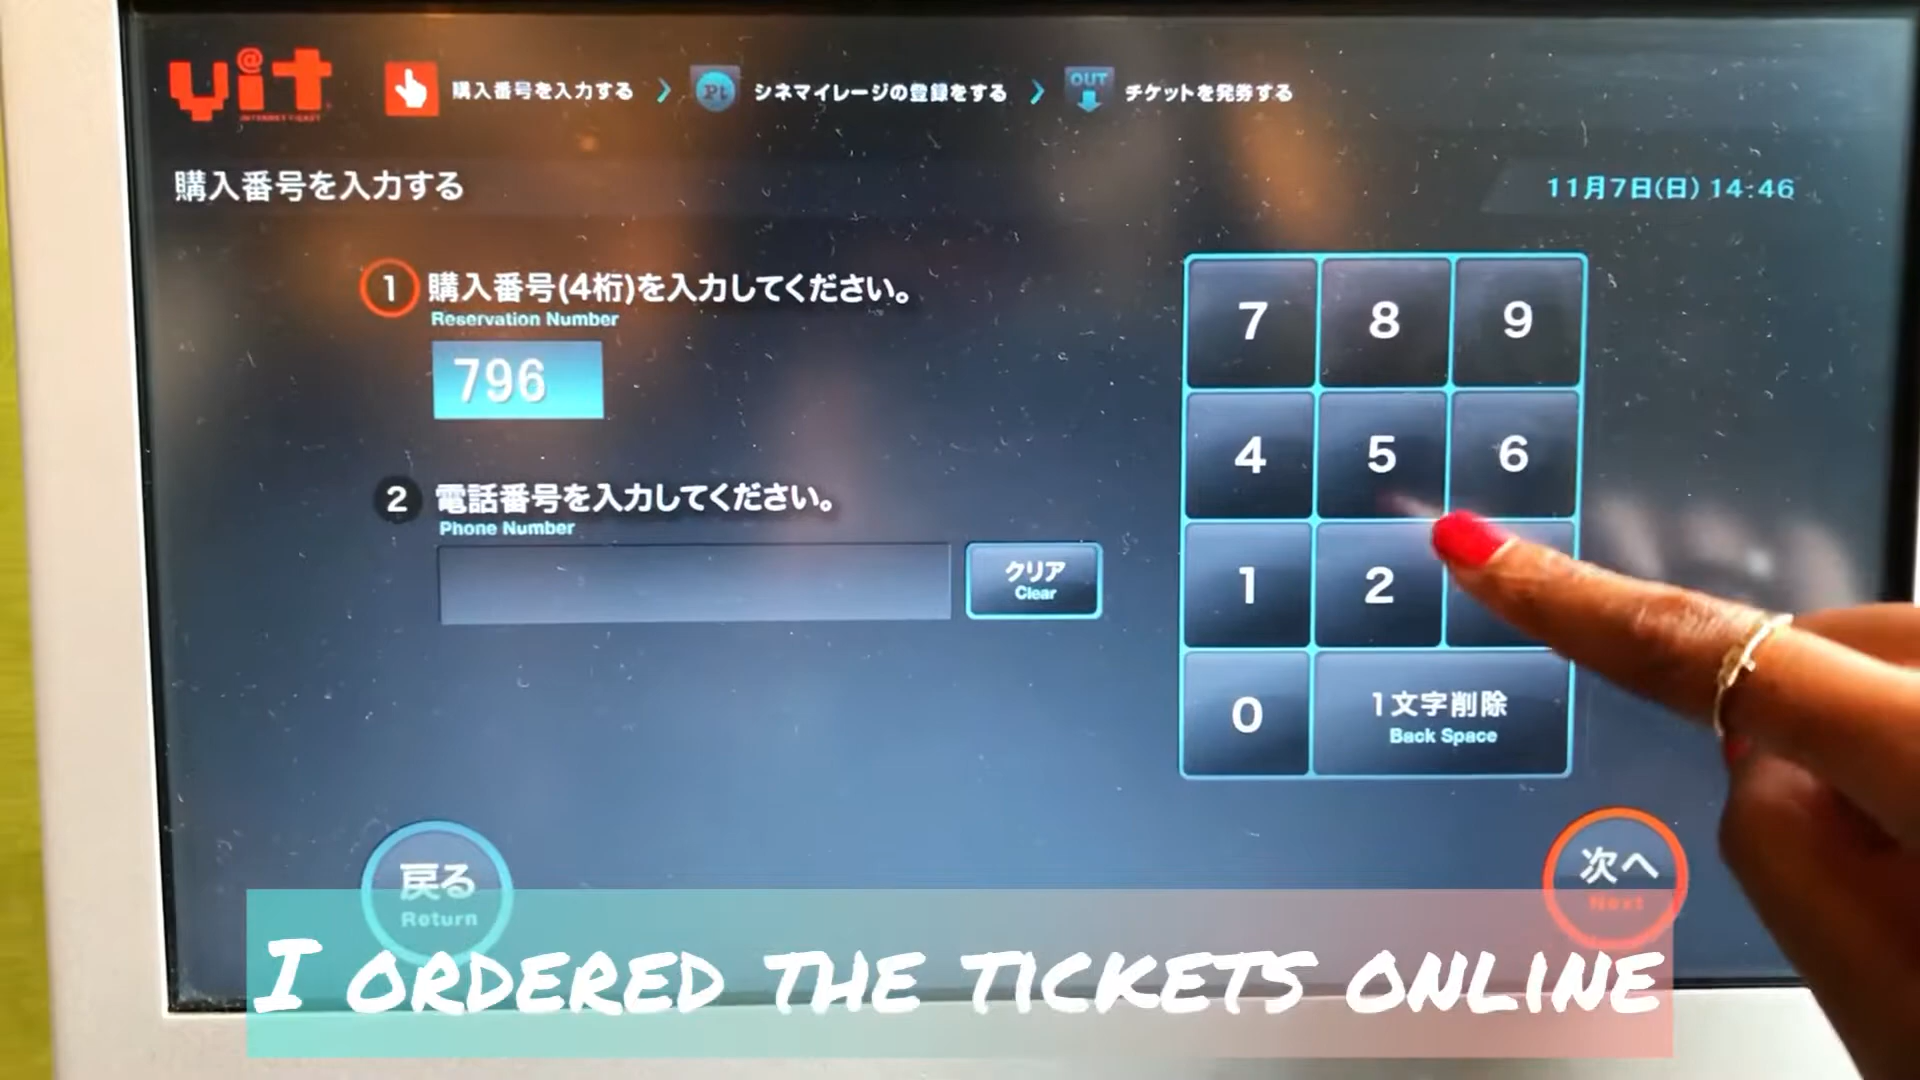 vit
@
INTERNET TICKET
購入番号を入力する
Pt
シネマイレージの登録をする
OUT
チケットを発券する
購入番号を入力する
11月7日(日) 14:46
1 購入番号(4桁)を入力してください。
Reservation Number
796
2 電話番号を入力してください。
Phone Number
クリア
Clear
7 8 9
4 5 6
1 2
0 1文字削除
Back Space
戻る
Return
次へ
Next
I ORDERED THE TICKETS ONLINE